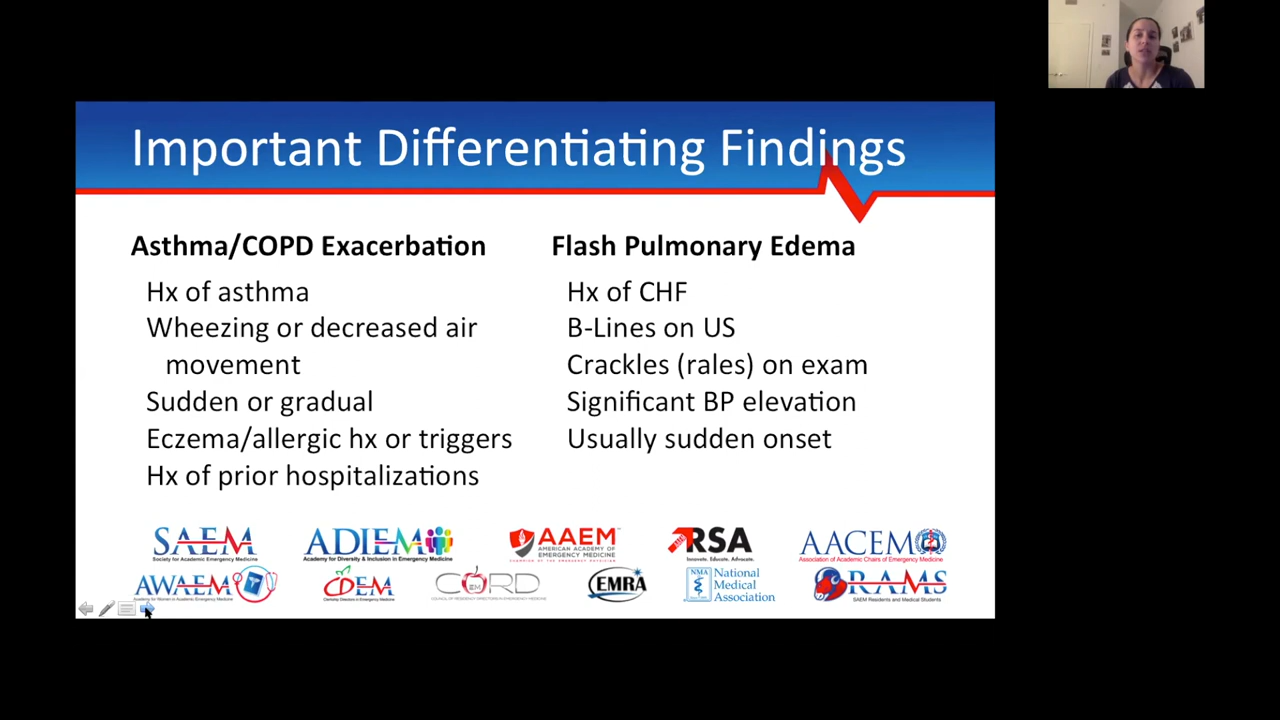 Important Differentiating Findings
Asthma/COPD Exacerbation
Hx of asthma
Wheezing or decreased air
movement
Sudden or gradual
Eczema/allergic hx or triggers
Hx of prior hospitalizations
Flash Pulmonary Edema
Hx of CHF
B-Lines on US
Crackles (rales) on exam
Significant BP elevation
Usually sudden onset
SAEM
Society for Academic Emergency Medicine
ADIEM
Academy for Diversity & Inclusion in Emergency Medicine
AAEM
AMERICAN ACADEMY OF
EMERGENCY MEDICINE
CHAMPION OF THE EMERGENCY PHYSICIAN
AAEM
RSA
Innovate. Educate. Advocate.
AACEM
Association of Academic Chairs of Emergency Medicine
AWAEM
Academy for Women in Academic Emergency Medicine
CDEM
Clerkship Directors in Emergency Medicine
CORD
EM
COUNCIL OF RESIDENCY DIRECTORS IN EMERGENCY MEDICINE
EMRA
NMA
National
Medical
Association
RAMS
SAEM Residents and Medical Students